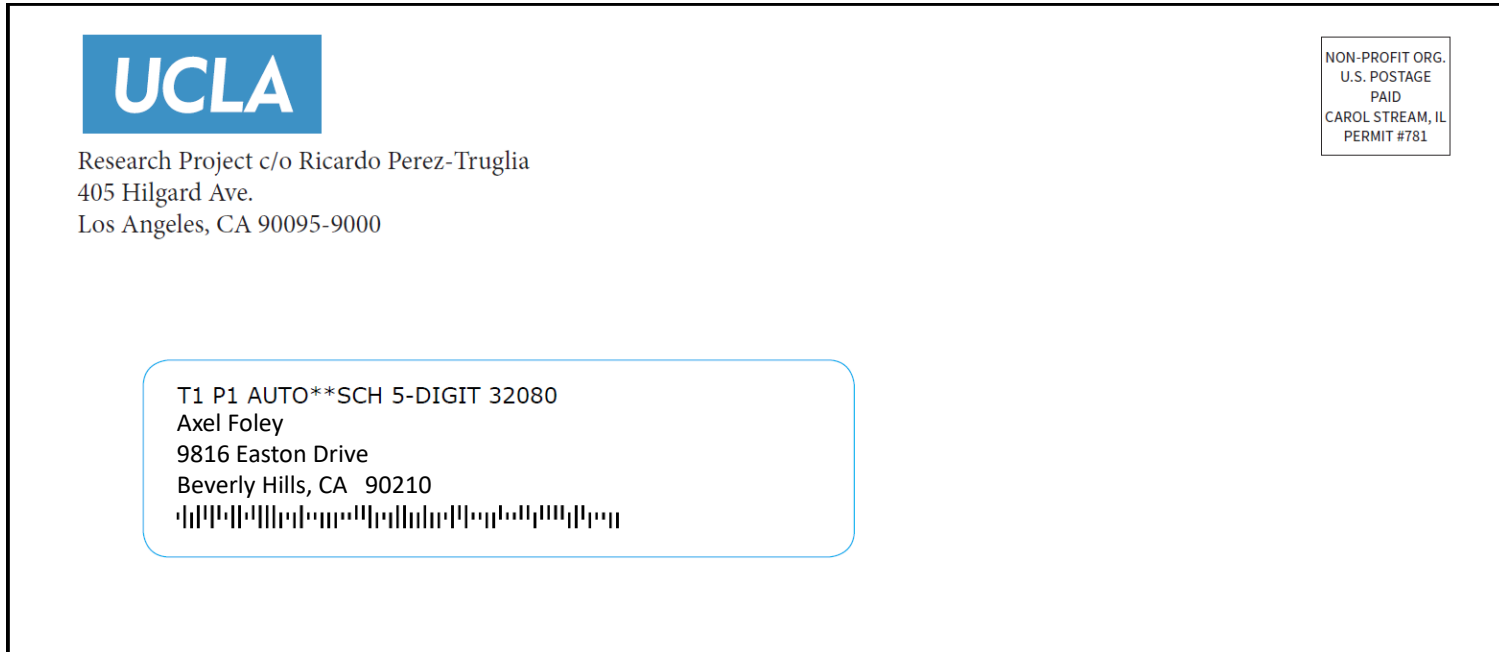 UCLA
Research Project c/o Ricardo Perez-Truglia
405 Hilgard Ave.
Los Angeles, CA 90095-9000
NON-PROFIT ORG.
U.S. POSTAGE
PAID
CAROL STREAM, IL
PERMIT #781
T1 P1 AUTO**SCH 5-DIGIT 32080
Axel Foley
9816 Easton Drive
Beverly Hills, CA 90210